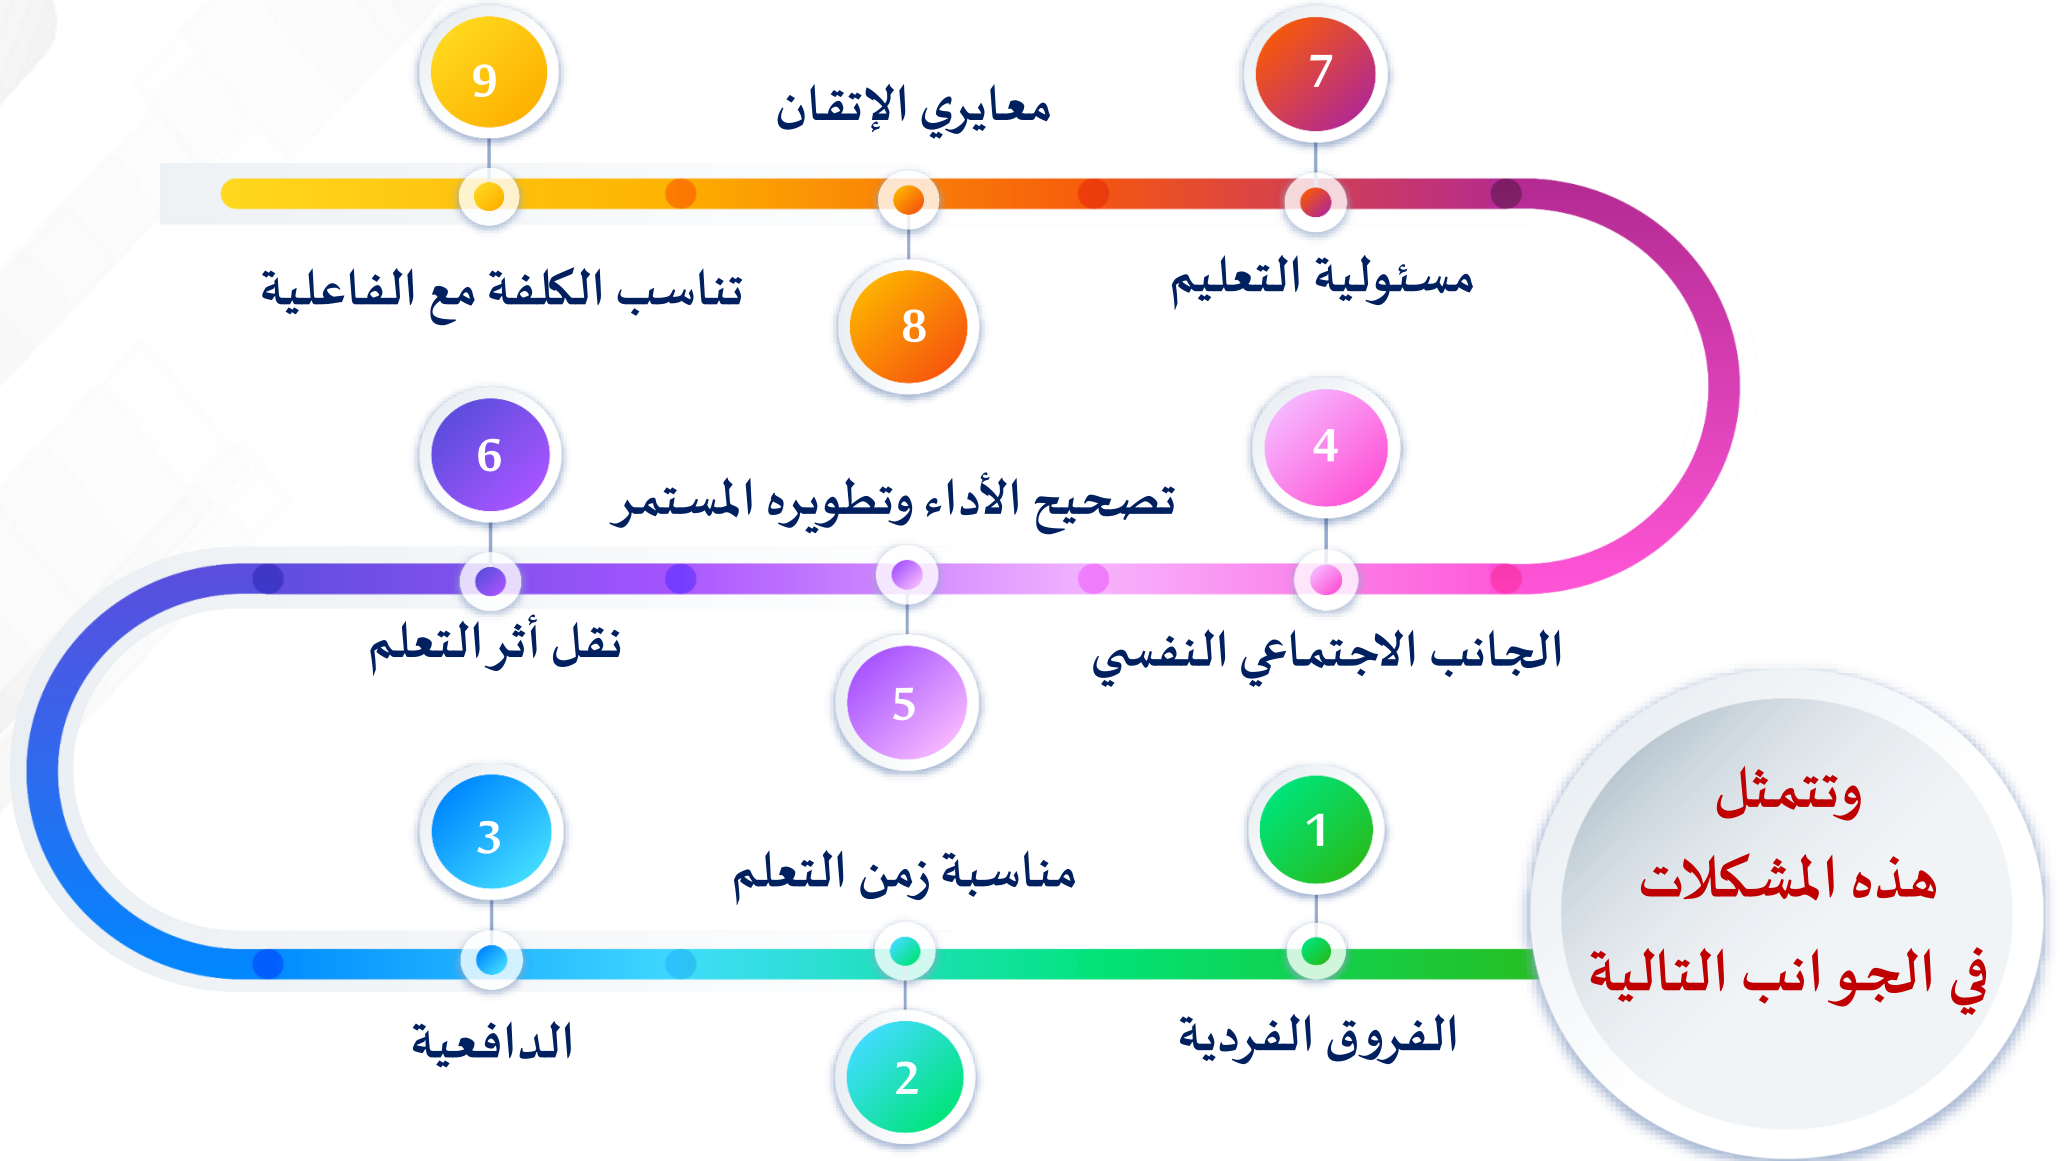 وتتمثل
هذه المشكلات
في الجوانب التالية
1
الفروق الفردية
2
مناسبة زمن التعلم
3
الدافعية
4
الجانب الاجتماعي النفسي
5
تصحيح الأداء وتطويره المستمر
6
نقل أثر التعلم
7
مسئولية التعليم
8
معايري الإتقان
9
تناسب الكلفة مع الفاعلية